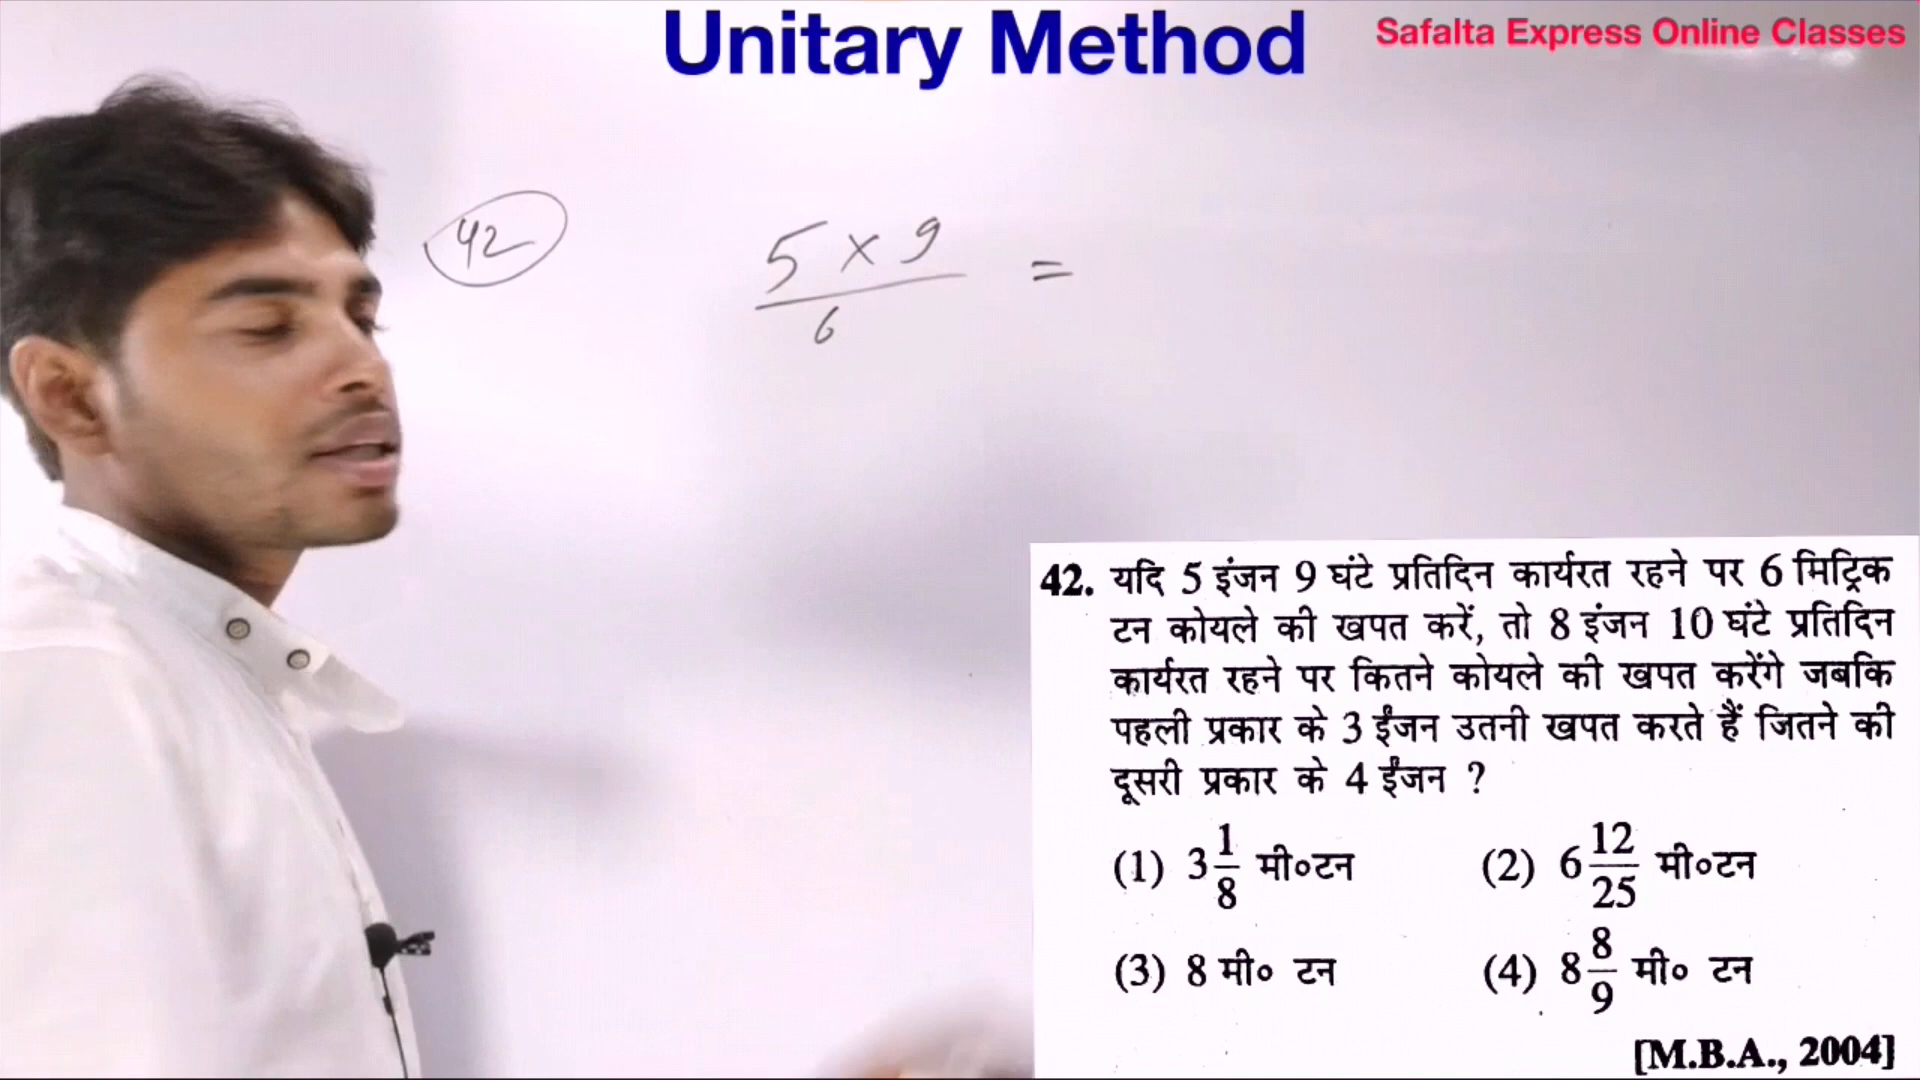 Unitary Method
Safalta Express Online Classes
42
5 × 9
6
=
42. यदि 5 इंजन 9 घंटे प्रतिदिन कार्यरत रहने पर 6 मिट्रिक
टन कोयले की खपत करें, तो 8 इंजन 10 घंटे प्रतिदिन
कार्यरत रहने पर कितने कोयले की खपत करेंगे जबकि
पहली प्रकार के 3 ईंजन उतनी खपत करते हैं जितने की
दूसरी प्रकार के 4 ईंजन ?
(1) 3 1/8 मी०टन (2) 6 12/25 मी०टन
(3) 8 मी० टन (4) 8 8/9 मी० टन
[M.B.A., 2004]